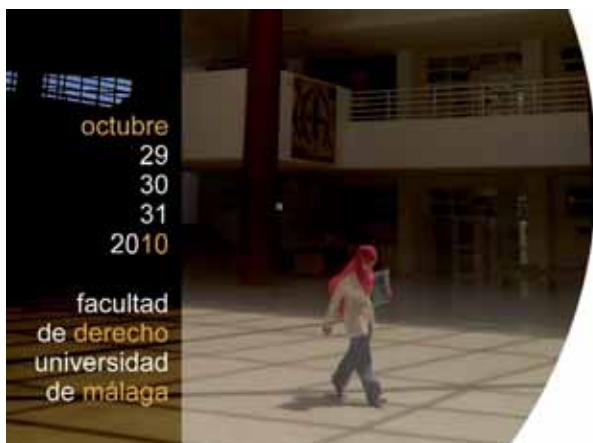 octubre
29
30
31
2010
facultad
de derecho
universidad
de málaga